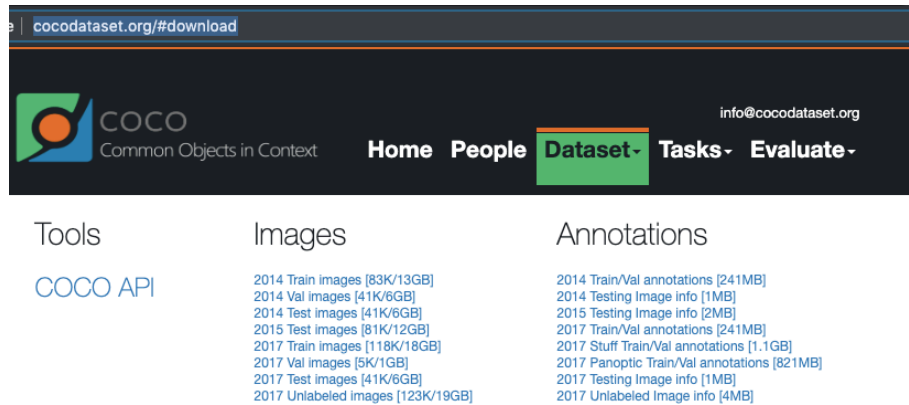 cocodataset.org/#download
COCO
Common Objects in Context
info@cocodataset.org
Home People Dataset Tasks Evaluate
Tools
COCO API
Images
2014 Train images [83K/13GB]
2014 Val images [41K/6GB]
2014 Test images [41K/6GB]
2015 Test images [81K/12GB]
2017 Train images [118K/18GB]
2017 Val images [5K/1GB]
2017 Test images [41K/6GB]
2017 Unlabeled images [123K/19GB]
Annotations
2014 Train/Val annotations [241MB]
2014 Testing Image info [1MB]
2015 Testing Image info [2MB]
2017 Train/Val annotations [241MB]
2017 Stuff Train/Val annotations [1.1GB]
2017 Panoptic Train/Val annotations [821MB]
2017 Testing Image info [1MB]
2017 Unlabeled Image info [4MB]